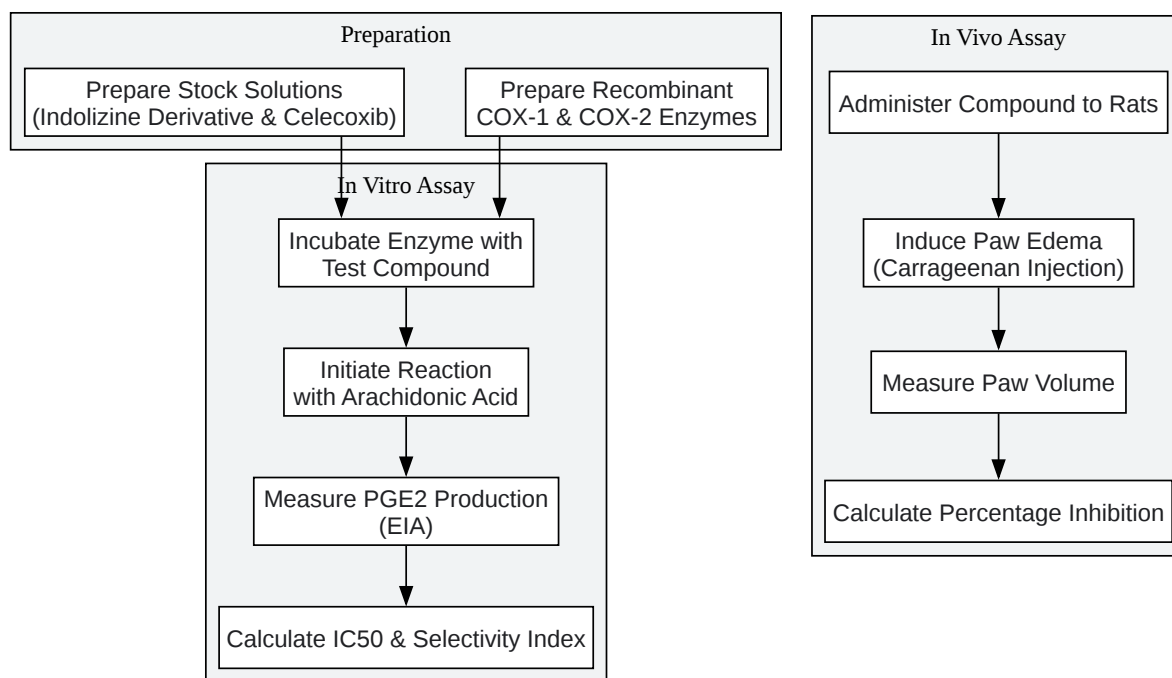 Preparation
Prepare Stock Solutions
(Indolizine Derivative & Celecoxib)
Prepare Recombinant
COX-1 & COX-2 Enzymes
In Vitro Assay
Incubate Enzyme with
Test Compound
Initiate Reaction
with Arachidonic Acid
Measure PGE2 Production
(EIA)
Calculate IC50 & Selectivity Index
In Vivo Assay
Administer Compound to Rats
Induce Paw Edema
(Carrageenan Injection)
Measure Paw Volume
Calculate Percentage Inhibition